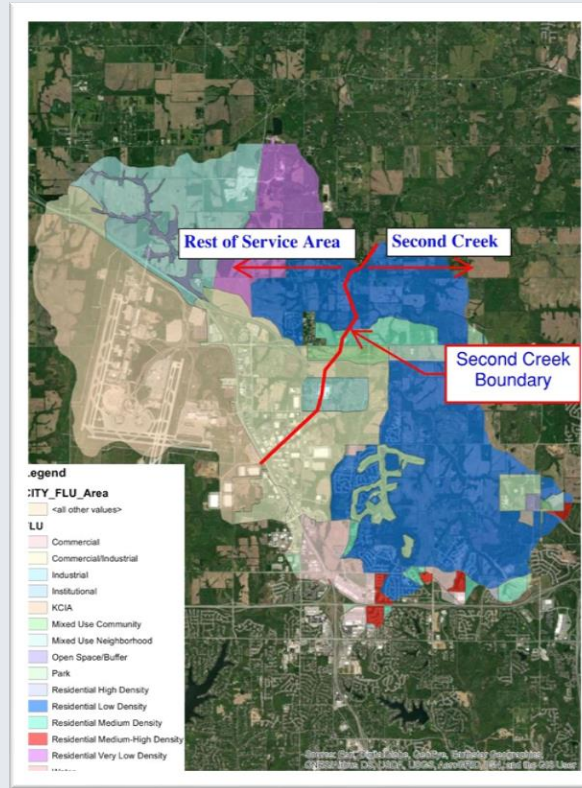 Rest of Service Area
Second Creek
Second Creek
Boundary
Legend
CITY_FLU_Area
<all other values>
FLU
Commercial
Commercial/Industrial
Industrial
Institutional
KCIA
Mixed Use Community
Mixed Use Neighborhood
Open Space/Buffer
Park
Residential High Density
Residential Low Density
Residential Medium Density
Residential Medium-High Density
Residential Very Low Density